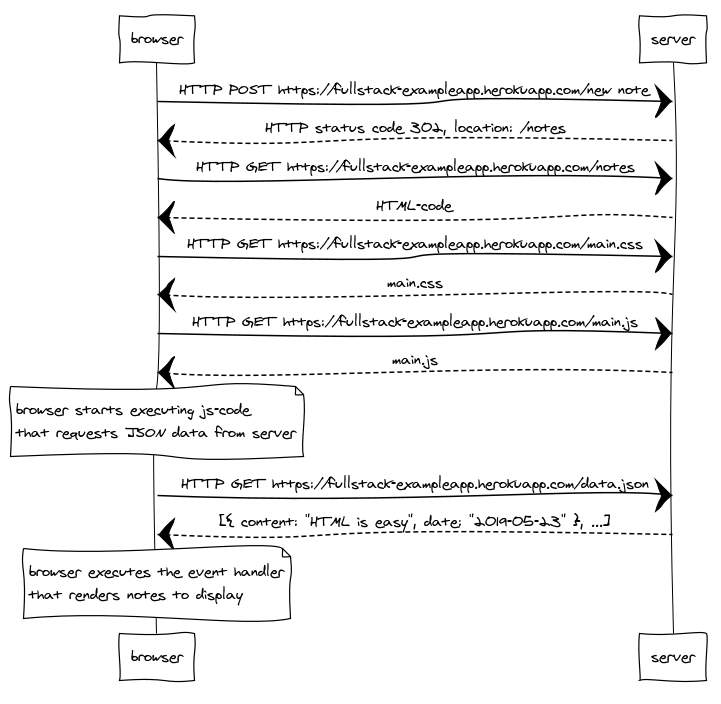 browser server
HTTP POST https://fullstack-exampleapp.herokuapp.com/new note
HTTP status code 302, location: /notes
HTTP GET https://fullstack-exampleapp.herokuapp.com/notes
HTML-code
HTTP GET https://fullstack-exampleapp.herokuapp.com/main.css
main.css
HTTP GET https://fullstack-exampleapp.herokuapp.com/main.js
main.js
browser starts executing js-code
that requests JSON data from server
HTTP GET https://fullstack-exampleapp.herokuapp.com/data.json
[{ content: "HTML is easy", date: "2019-05-23" }, ...]
browser executes the event handler
that renders notes to display
browser server